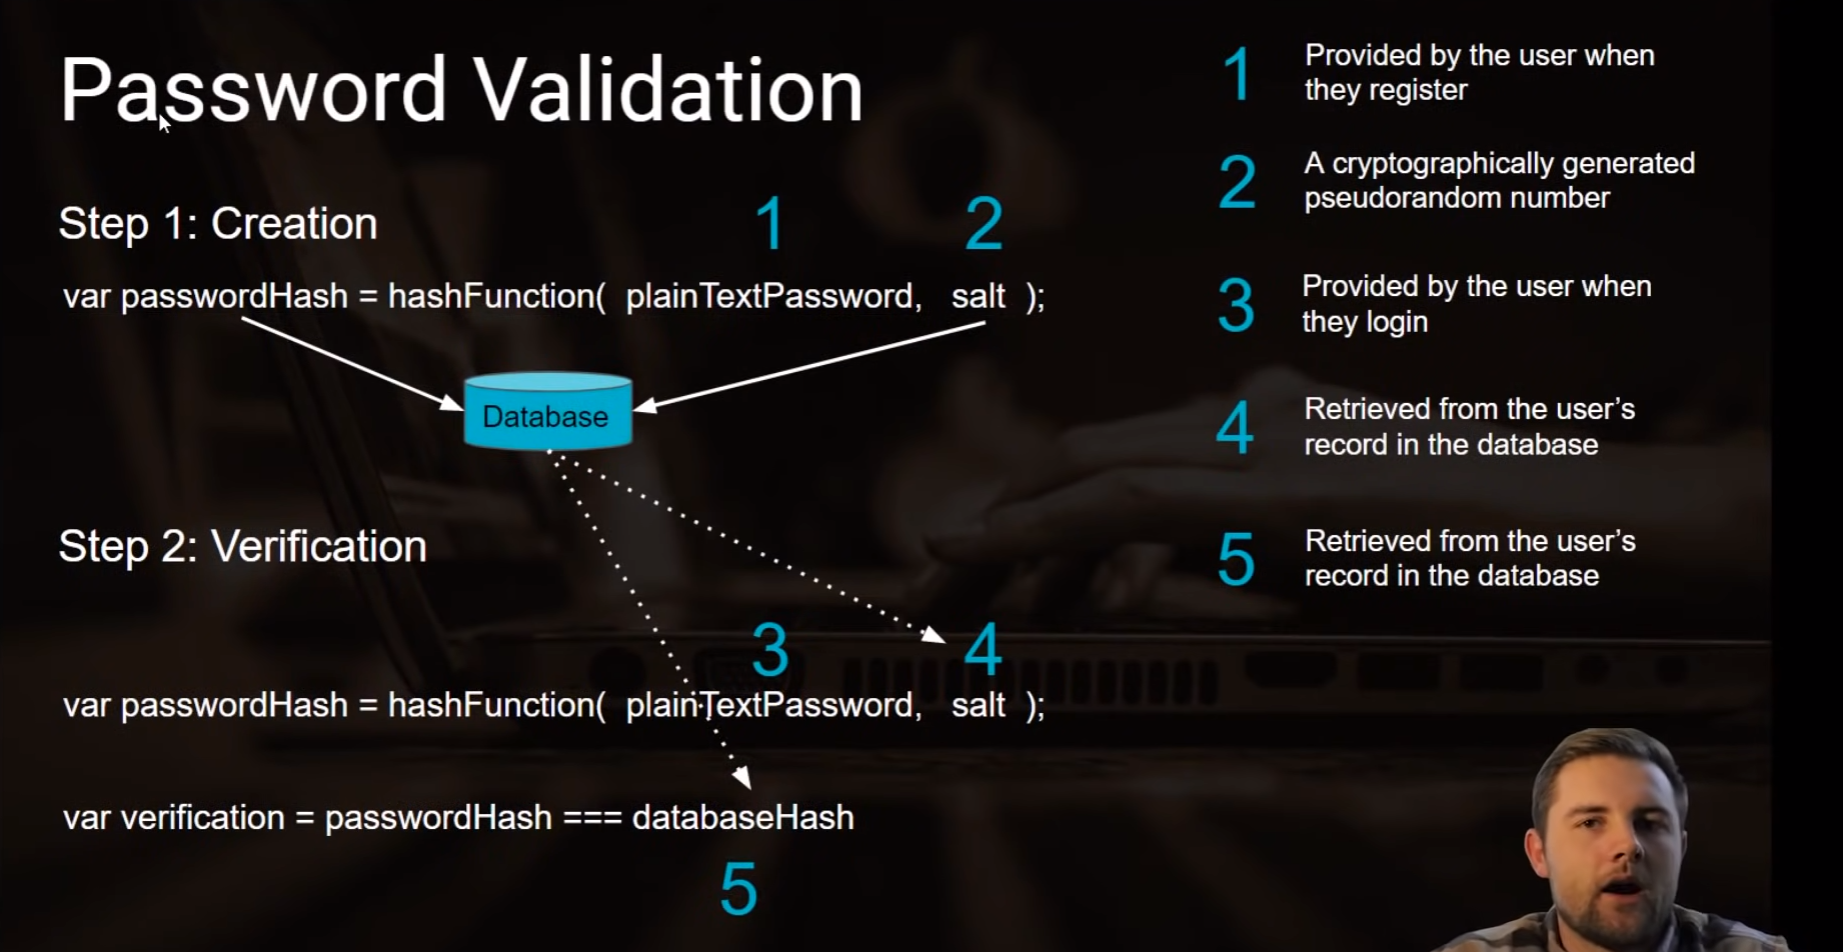 Password Validation
Step 1: Creation
1 2
var passwordHash = hashFunction( plainTextPassword, salt );
Database
Step 2: Verification
3 4
var passwordHash = hashFunction( plainTextPassword, salt );
var verification = passwordHash === databaseHash
5
1 Provided by the user when
they register
2 A cryptographically generated
pseudorandom number
3 Provided by the user when
they login
4 Retrieved from the user’s
record in the database
5 Retrieved from the user’s
record in the database